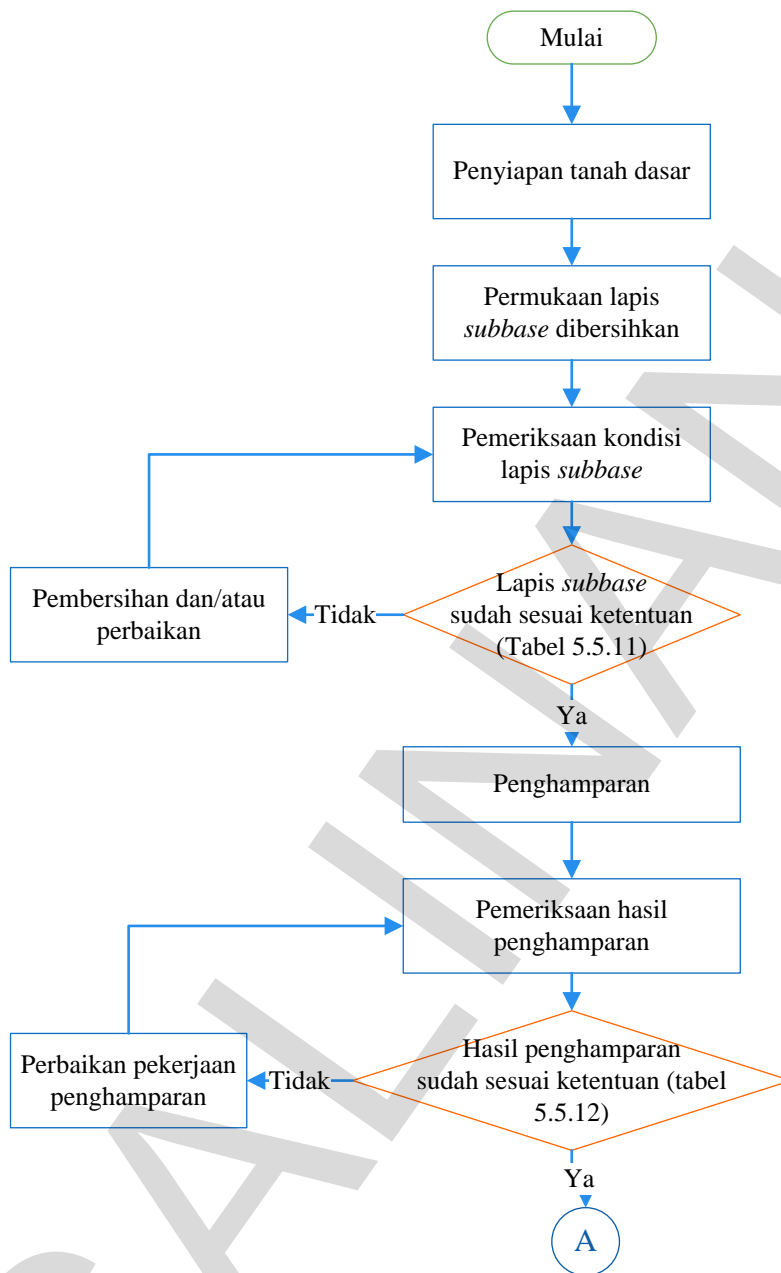 Mulai
Penyiapan tanah dasar
Permukaan lapis
subbase dibersihkan
Pemeriksaan kondisi
lapis subbase
Lapis subbase
sudah sesuai ketentuan
(Tabel 5.5.11)
Tidak
Pembersihan dan/atau
perbaikan
Ya
Penghamparan
Pemeriksaan hasil
penghamparan
Hasil penghamparan
sudah sesuai ketentuan (tabel
5.5.12)
Tidak
Perbaikan pekerjaan
penghamparan
Ya
A
SALINAN